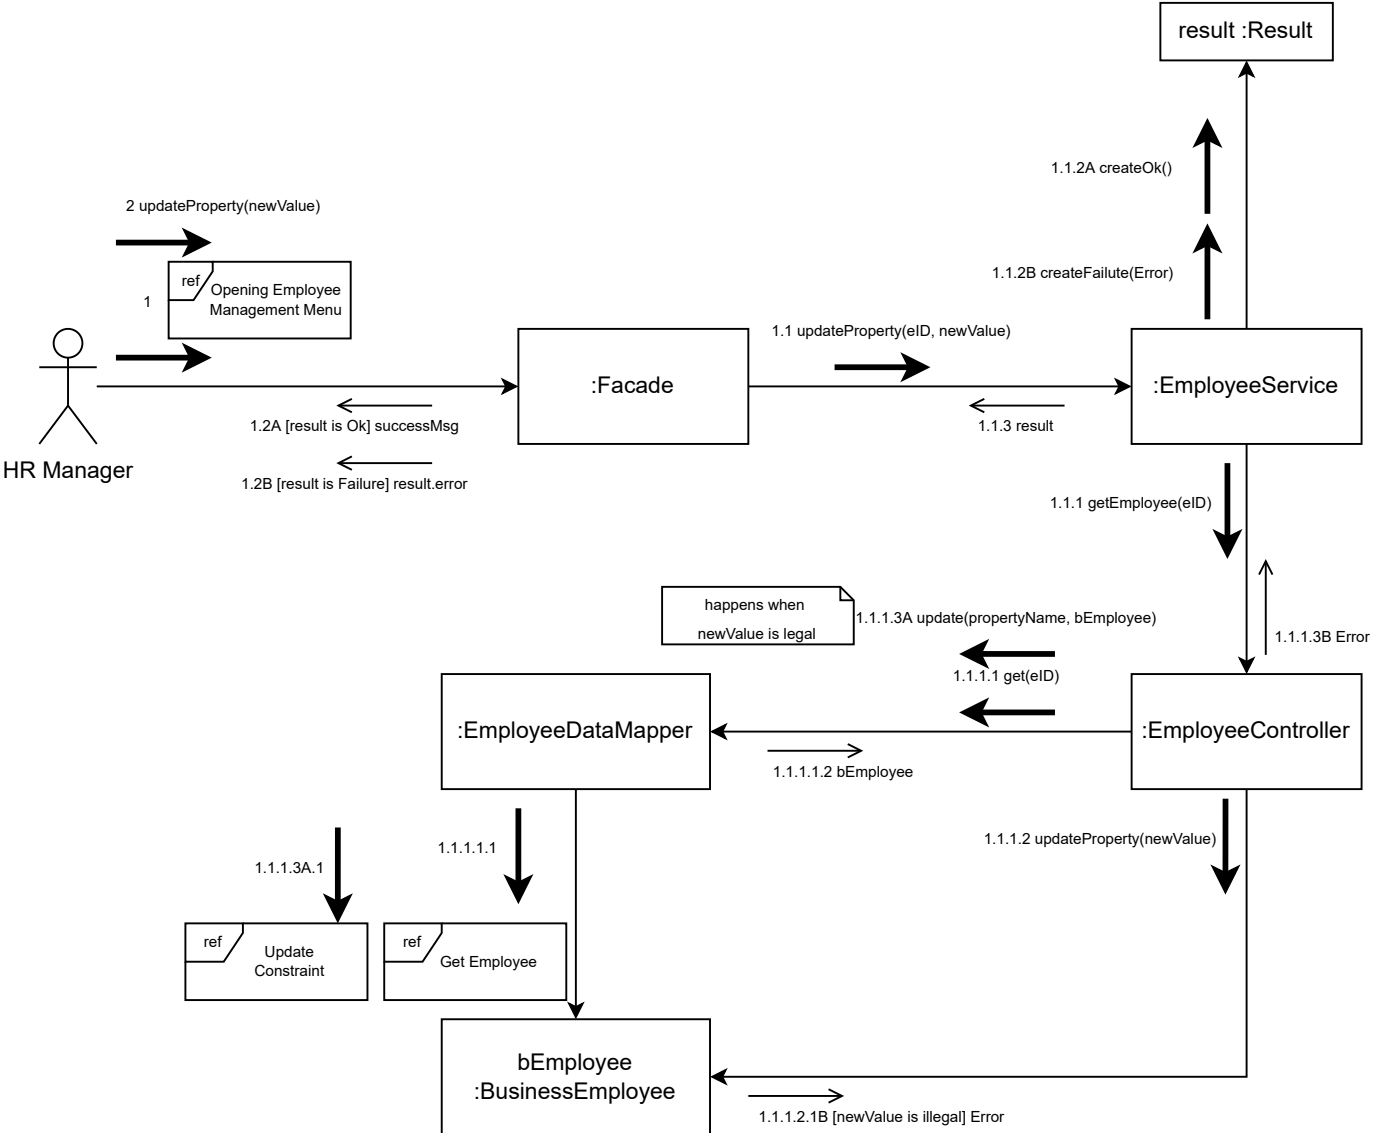 result :Result
1.1.2A createOk()
2 updateProperty(newValue)
1.1.2B createFailute(Error)
ref
Opening Employee
Management Menu
1
1.1 updateProperty(eID, newValue)
:Facade
:EmployeeService
1.2A [result is Ok] successMsg
1.1.3 result
HR Manager
1.2B [result is Failure] result.error
1.1.1 getEmployee(eID)
happens when
newValue is legal
1.1.1.3A update(propertyName, bEmployee)
1.1.1.3B Error
1.1.1.1 get(eID)
:EmployeeDataMapper
:EmployeeController
1.1.1.1.2 bEmployee
1.1.1.2 updateProperty(newValue)
1.1.1.1.1
1.1.1.3A.1
ref
Update
Constraint
ref
Get Employee
bEmployee
:BusinessEmployee
1.1.1.2.1B [newValue is illegal] Error